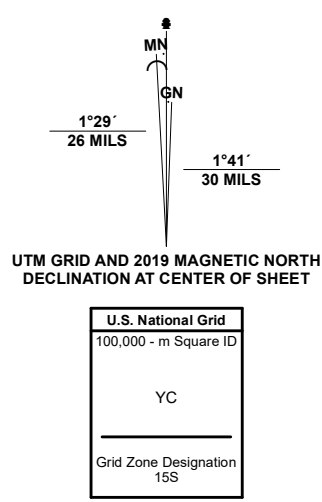 MN
GN
1°29´
26 MILS
1°41´
30 MILS
UTM GRID AND 2019 MAGNETIC NORTH
DECLINATION AT CENTER OF SHEET
U.S. National Grid
100,000 - m Square ID
YC
Grid Zone Designation
15S